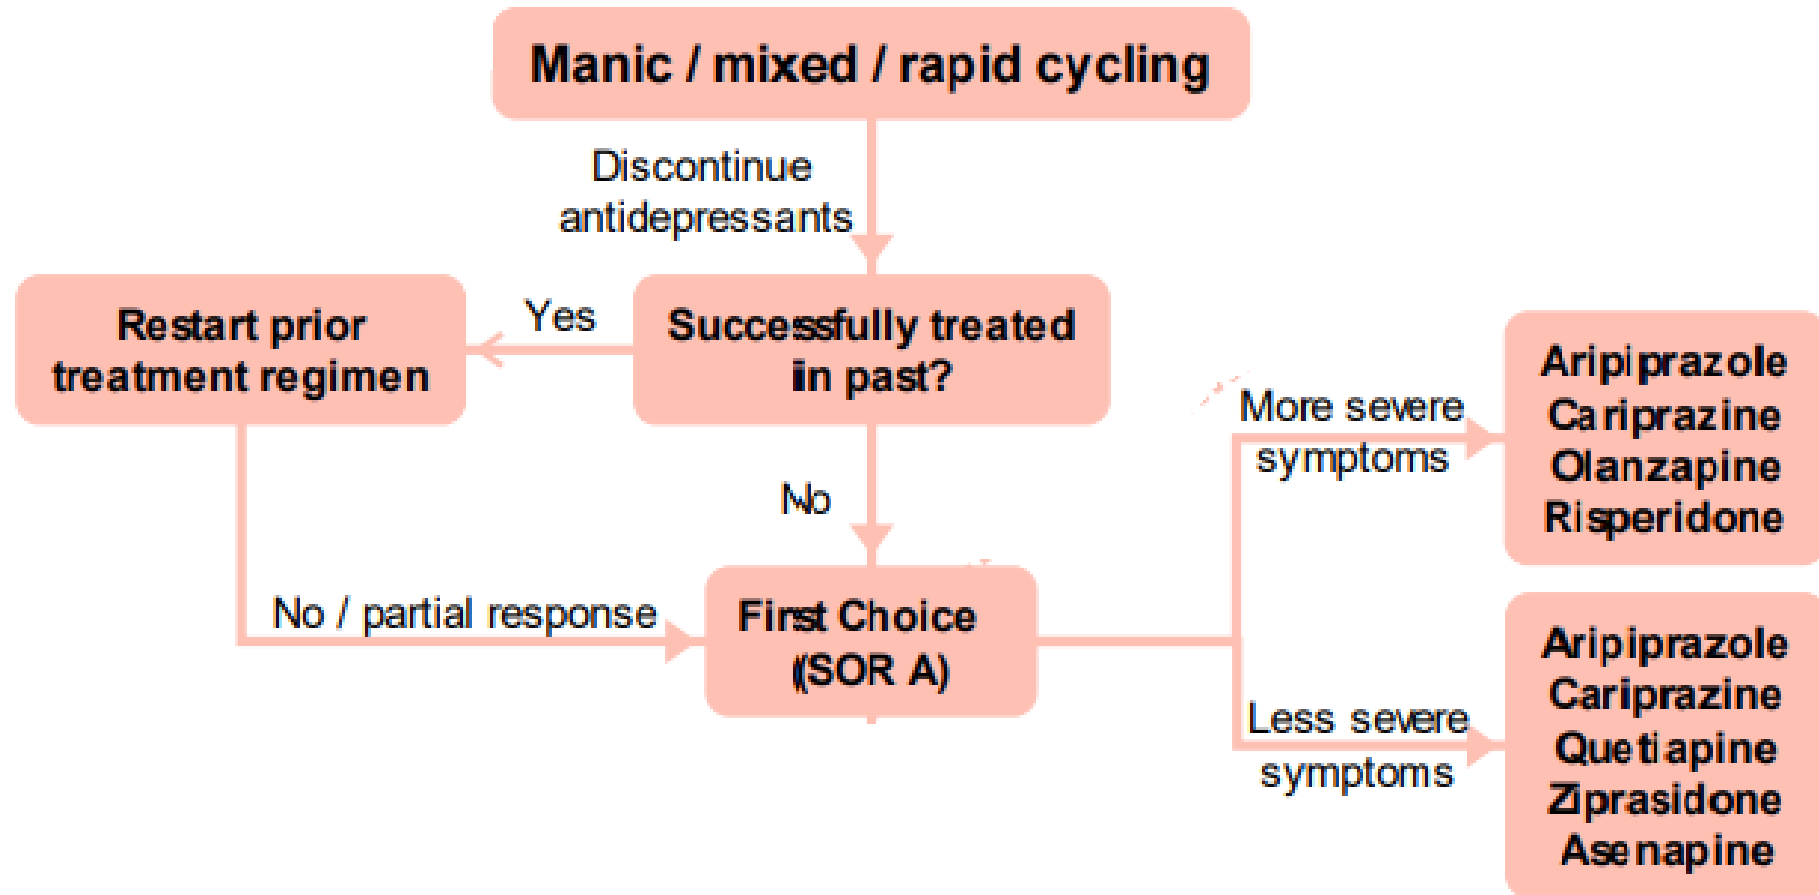 Manic / mixed / rapid cycling
Discontinue
antidepressants
Restart prior
treatment regimen
Yes
Successfully treated
in past?
No
No / partial response
First Choice
(SOR A)
More severe
symptoms
Aripiprazole
Cariprazine
Olanzapine
Risperidone
Less severe
symptoms
Aripiprazole
Cariprazine
Quetiapine
Ziprasidone
Asenapine